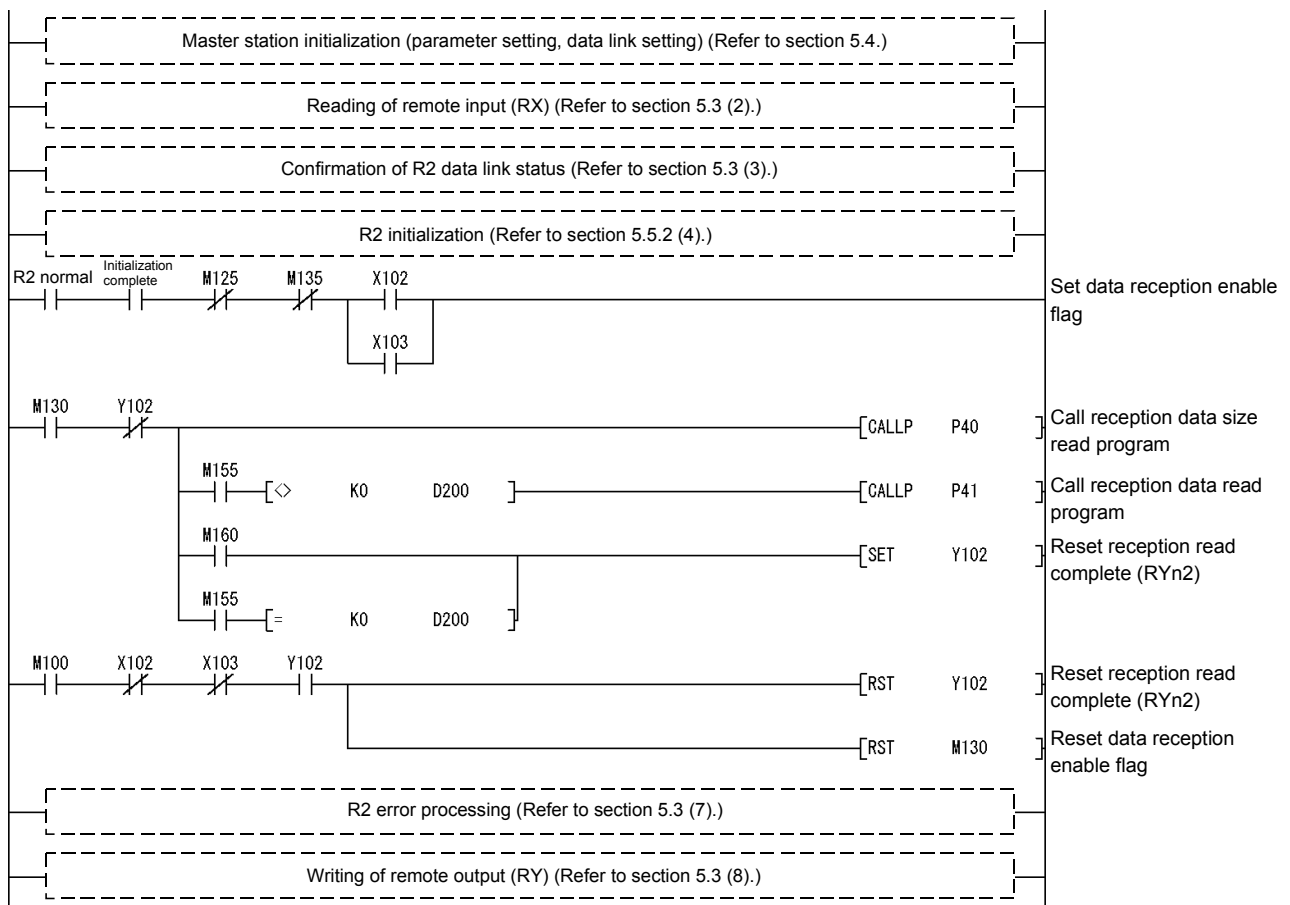 Master station initialization (parameter setting, data link setting) (Refer to section 5.4.)
Reading of remote input (RX) (Refer to section 5.3 (2).)
Confirmation of R2 data link status (Refer to section 5.3 (3).)
R2 initialization (Refer to section 5.5.2 (4).)
R2 normal
Initialization
complete
M125 M135 X102
Set data reception enable
flag
X103
M130 Y102
[CALLP P40 ]
Call reception data size
read program
M155
[<> K0 D200 ]
[CALLP P41 ]
Call reception data read
program
M160
[SET Y102 ]
Reset reception read
complete (RYn2)
M155
[= K0 D200 ]
M100 X102 X103 Y102
[RST Y102 ]
Reset reception read
complete (RYn2)
[RST M130 ]
Reset data reception
enable flag
R2 error processing (Refer to section 5.3 (7).)
Writing of remote output (RY) (Refer to section 5.3 (8).)